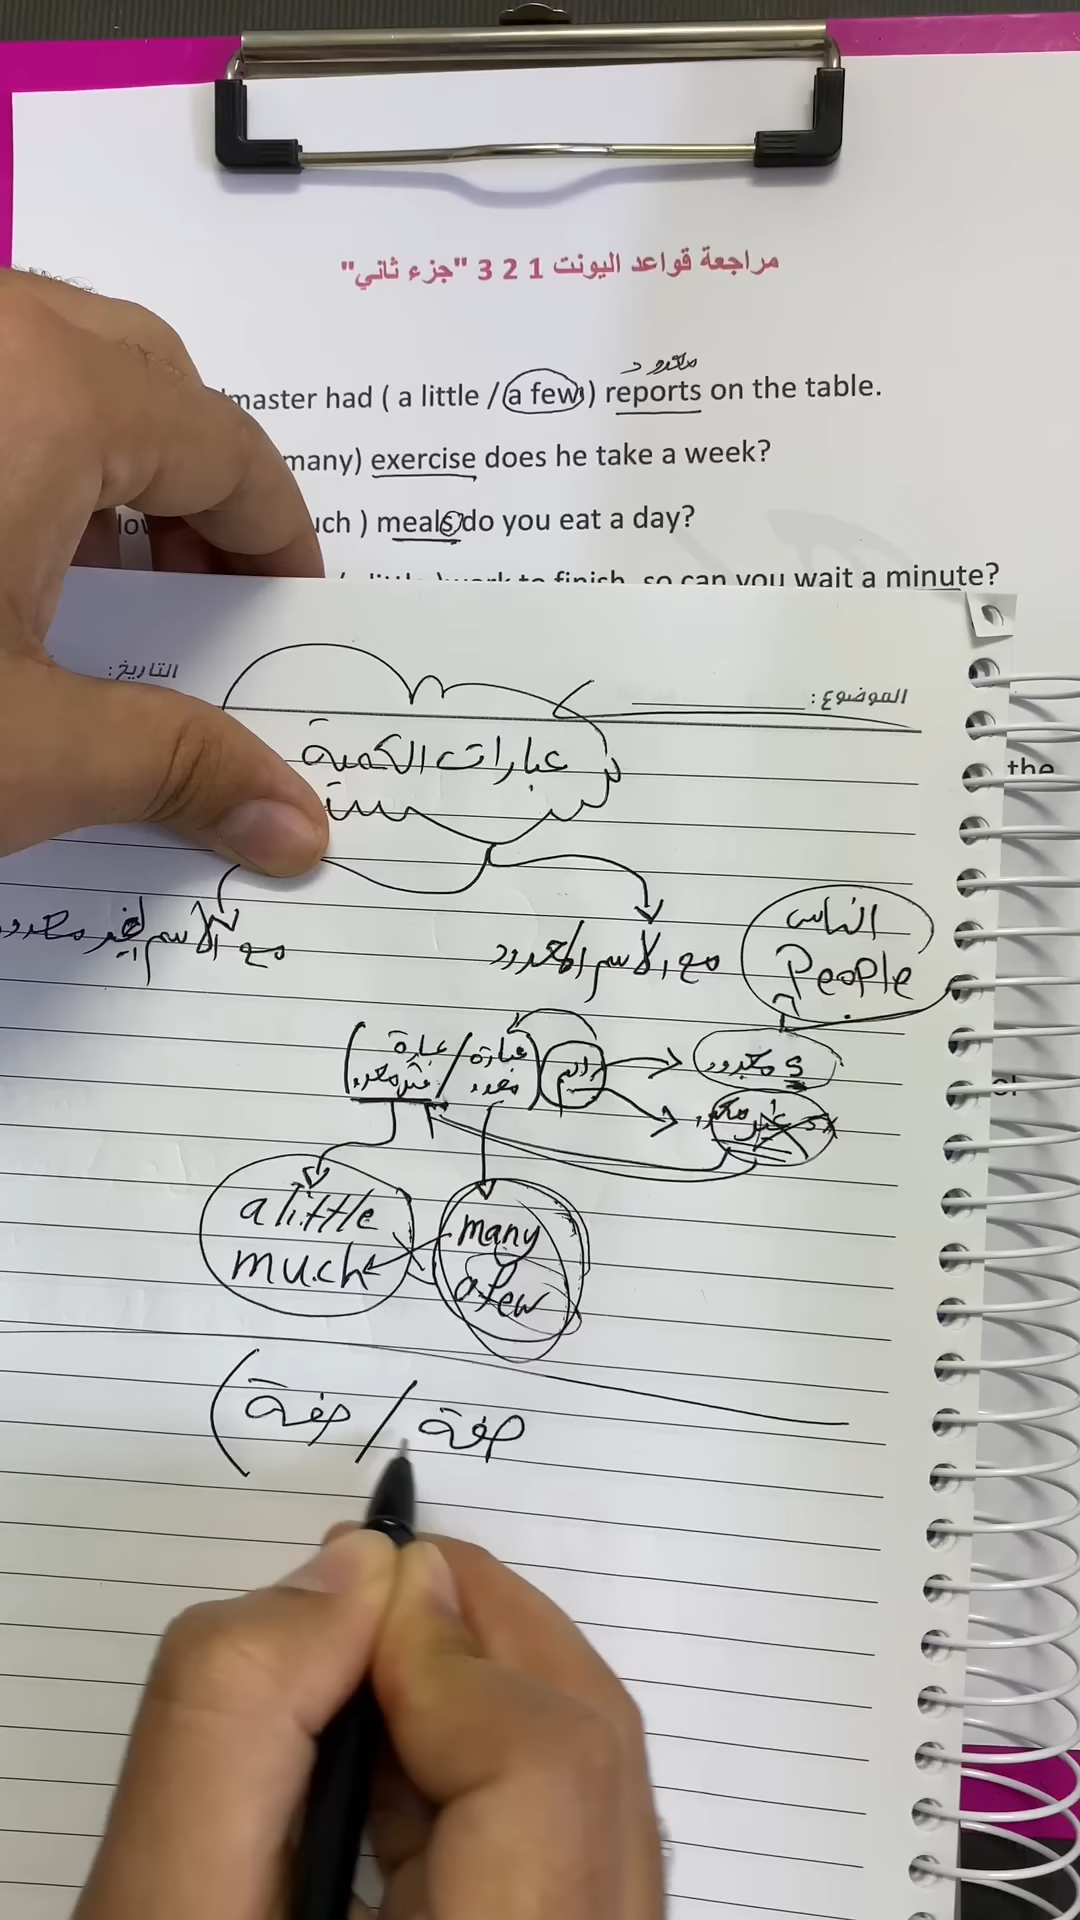 مراجعة قواعد اليونت 1 2 3 "جزء ثاني"
معدود
master had ( a little / a few ) reports on the table.
many) exercise does he take a week?
uch ) meals do you eat a day?
work to finish, so can you wait a minute?
التاريخ:
الموضوع:
the
عبارات الكمية
الناس
People
مع الاسم المعدود
مع الاسم الغير معدود
عبارة غير معدود / عبارة معدود
معدود s
غير معدود
a little
much
many
a few
صفة / صفة